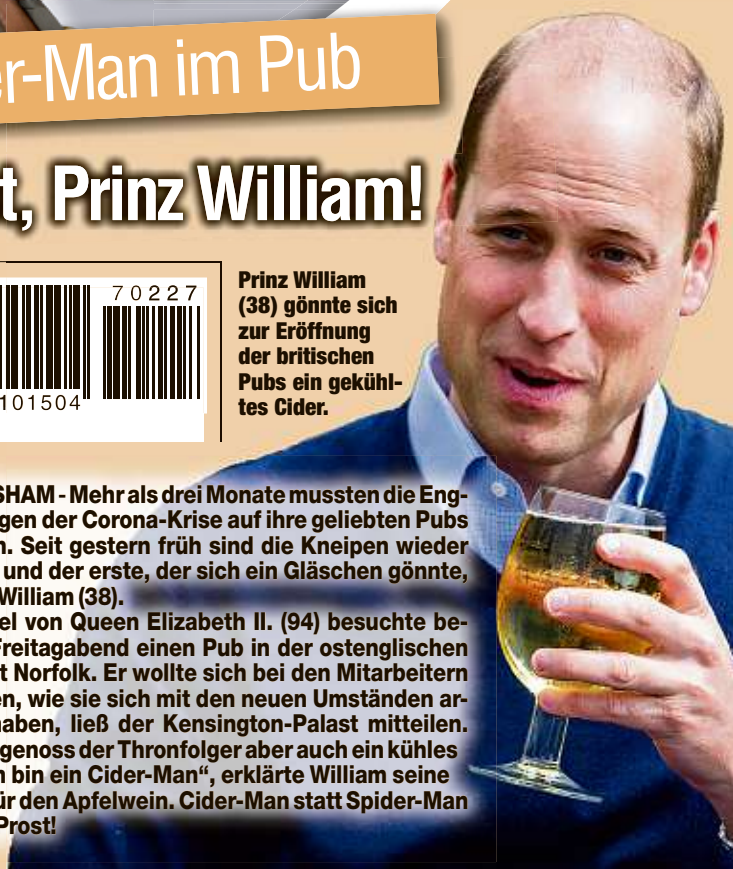 er-Man im Pub
t, Prinz William!
70227
101504
Prinz William
(38) gönnte sich
zur Eröffnung
der britischen
Pubs ein gekühl-
tes Cider.
SHAM - Mehr als drei Monate mussten die Eng-
gen der Corona-Krise auf ihre geliebten Pubs
n. Seit gestern früh sind die Kneipen wieder
und der erste, der sich ein Gläschen gönnte,
William (38).
el von Queen Elizabeth II. (94) besuchte be-
Freitagabend einen Pub in der ostenglischen
t Norfolk. Er wollte sich bei den Mitarbeitern
en, wie sie sich mit den neuen Umständen ar-
haben, ließ der Kensington-Palast mitteilen.
genoss der Thronfolger aber auch ein kühles
h bin ein Cider-Man“, erklärte William seine
ür den Apfelwein. Cider-Man statt Spider-Man
Prost!